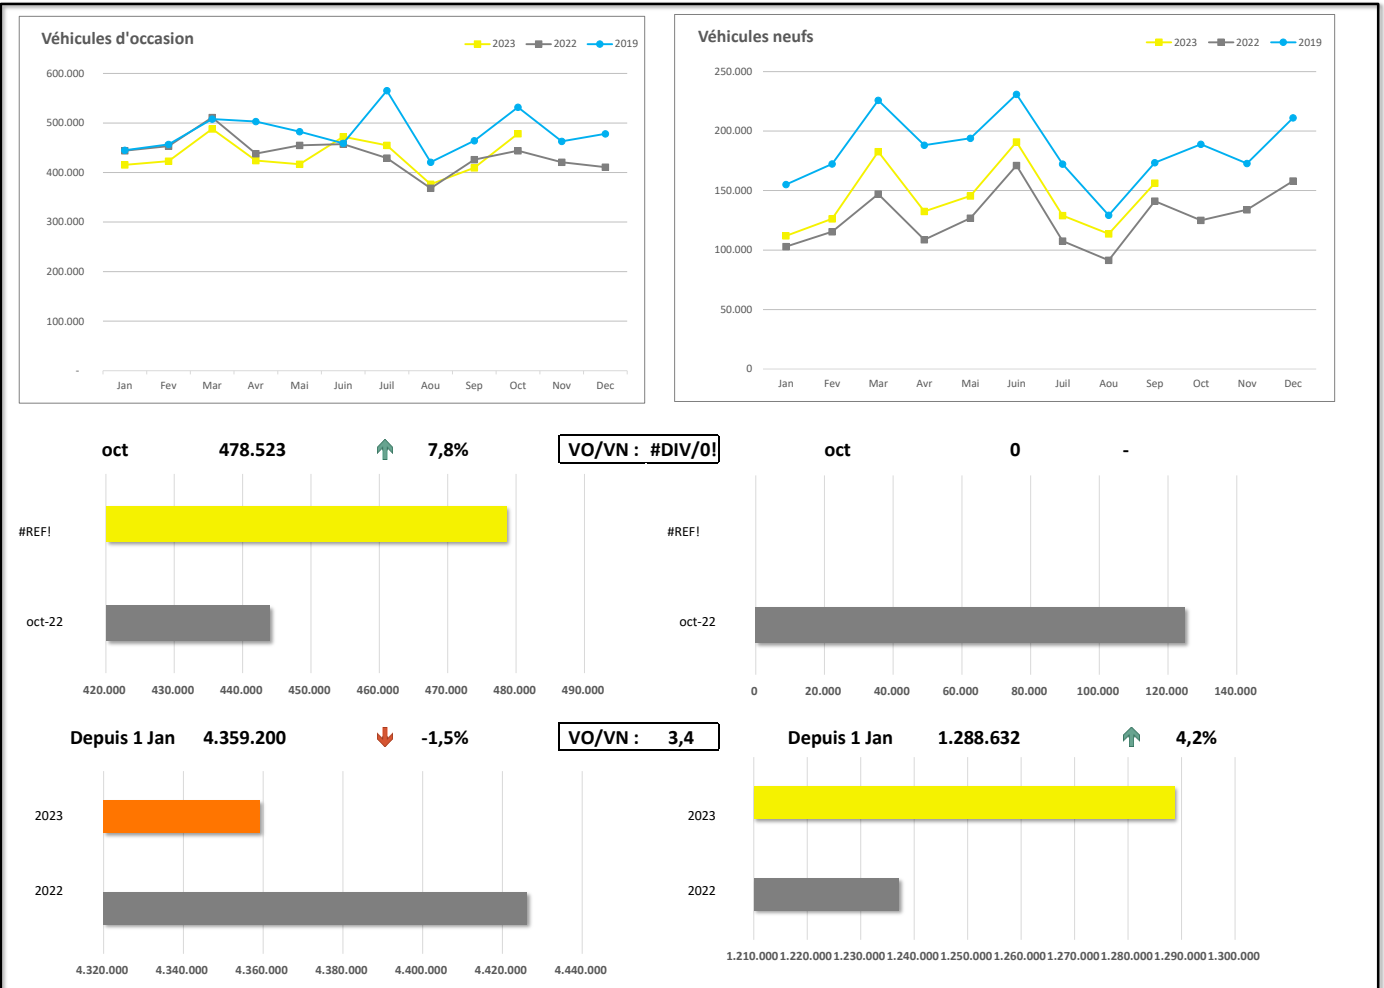 Véhicules d'occasion
2023 2022 2019
600.000
500.000
400.000
300.000
200.000
100.000
-
Jan Fev Mar Avr Mai Juin Juil Aou Sep Oct Nov Dec
Véhicules neufs
2023 2022 2019
250.000
200.000
150.000
100.000
50.000
0
Jan Fev Mar Avr Mai Juin Juil Aou Sep Oct Nov Dec
oct 478.523 7,8%
VO/VN : #DIV/0!
oct 0 -
#REF!
oct-22
420.000 430.000 440.000 450.000 460.000 470.000 480.000 490.000
#REF!
oct-22
0 20.000 40.000 60.000 80.000 100.000 120.000 140.000
Depuis 1 Jan 4.359.200 -1,5%
VO/VN : 3,4
Depuis 1 Jan 1.288.632 4,2%
2023
2022
4.320.000 4.340.000 4.360.000 4.380.000 4.400.000 4.420.000 4.440.000
2023
2022
1.210.000 1.220.000 1.230.000 1.240.000 1.250.000 1.260.000 1.270.000 1.280.000 1.290.000 1.300.000